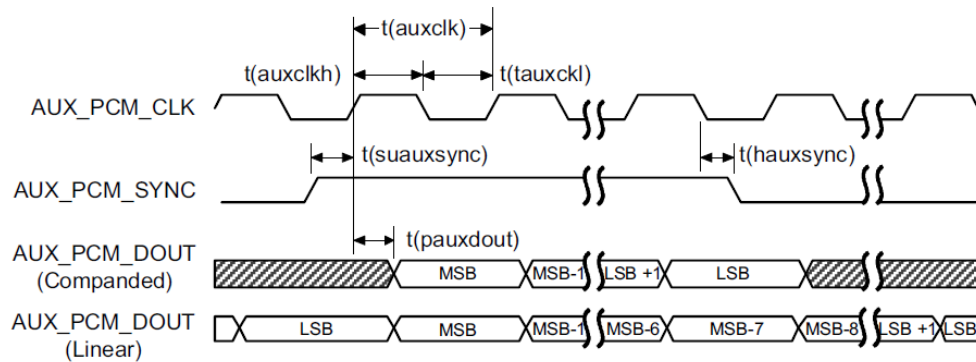 t(auxclk)
t(auxclkh) t(tauxckl)
AUX_PCM_CLK
t(suauxsync) t(hauxsync)
AUX_PCM_SYNC
t(pauxdout)
AUX_PCM_DOUT
(Companded)
MSB MSB-1 LSB +1 LSB
AUX_PCM_DOUT
(Linear)
LSB MSB MSB-1 MSB-6 MSB-7 MSB-8 LSB +1 LSB